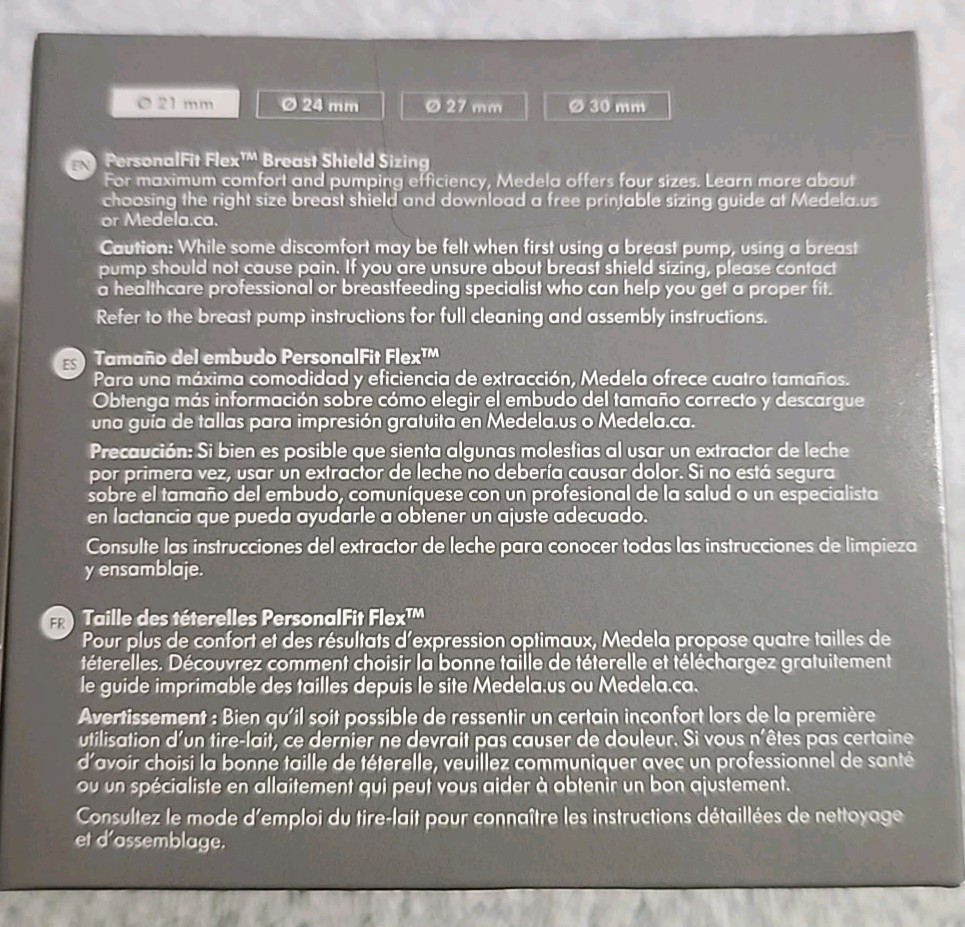 Ø 21 mm Ø 24 mm Ø 27 mm Ø 30 mm
EN PersonalFit Flex™ Breast Shield Sizing
For maximum comfort and pumping efficiency, Medela offers four sizes. Learn more about
choosing the right size breast shield and download a free printable sizing guide at Medela.us
or Medela.ca.
Caution: While some discomfort may be felt when first using a breast pump, using a breast
pump should not cause pain. If you are unsure about breast shield sizing, please contact
a healthcare professional or breastfeeding specialist who can help you get a proper fit.
Refer to the breast pump instructions for full cleaning and assembly instructions.
ES Tamaño del embudo PersonalFit Flex™
Para una máxima comodidad y eficiencia de extracción, Medela ofrece cuatro tamaños.
Obtenga más información sobre cómo elegir el embudo del tamaño correcto y descargue
una guía de tallas para impresión gratuita en Medela.us o Medela.ca.
Precaución: Si bien es posible que sienta algunas molestias al usar un extractor de leche
por primera vez, usar un extractor de leche no debería causar dolor. Si no está segura
sobre el tamaño del embudo, comuníquese con un profesional de la salud o un especialista
en lactancia que pueda ayudarle a obtener un ajuste adecuado.
Consulte las instrucciones del extractor de leche para conocer todas las instrucciones de limpieza
y ensamblaje.
FR Taille des téterelles PersonalFit Flex™
Pour plus de confort et des résultats d'expression optimaux, Medela propose quatre tailles de
téterelles. Découvrez comment choisir la bonne taille de téterelle et téléchargez gratuitement
le guide imprimable des tailles depuis le site Medela.us ou Medela.ca.
Avertissement : Bien qu'il soit possible de ressentir un certain inconfort lors de la première
utilisation d'un tire-lait, ce dernier ne devrait pas causer de douleur. Si vous n'êtes pas certaine
d'avoir choisi la bonne taille de téterelle, veuillez communiquer avec un professionnel de santé
ou un spécialiste en allaitement qui peut vous aider à obtenir un bon ajustement.
Consultez le mode d'emploi du tire-lait pour connaître les instructions détaillées de nettoyage
et d'assemblage.